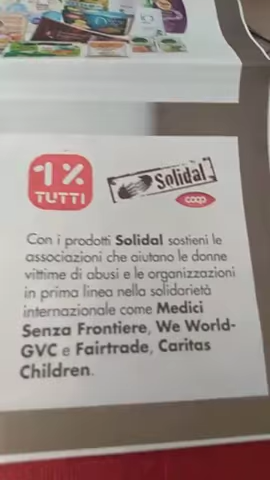 1%
TUTTI
Solidal
coop
Con i prodotti Solidal sostieni le
associazioni che aiutano le donne
vittime di abusi e le organizzazioni
in prima linea nella solidarietà
internazionale come Medici
Senza Frontiere, We World-
GVC e Fairtrade, Caritas
Children.